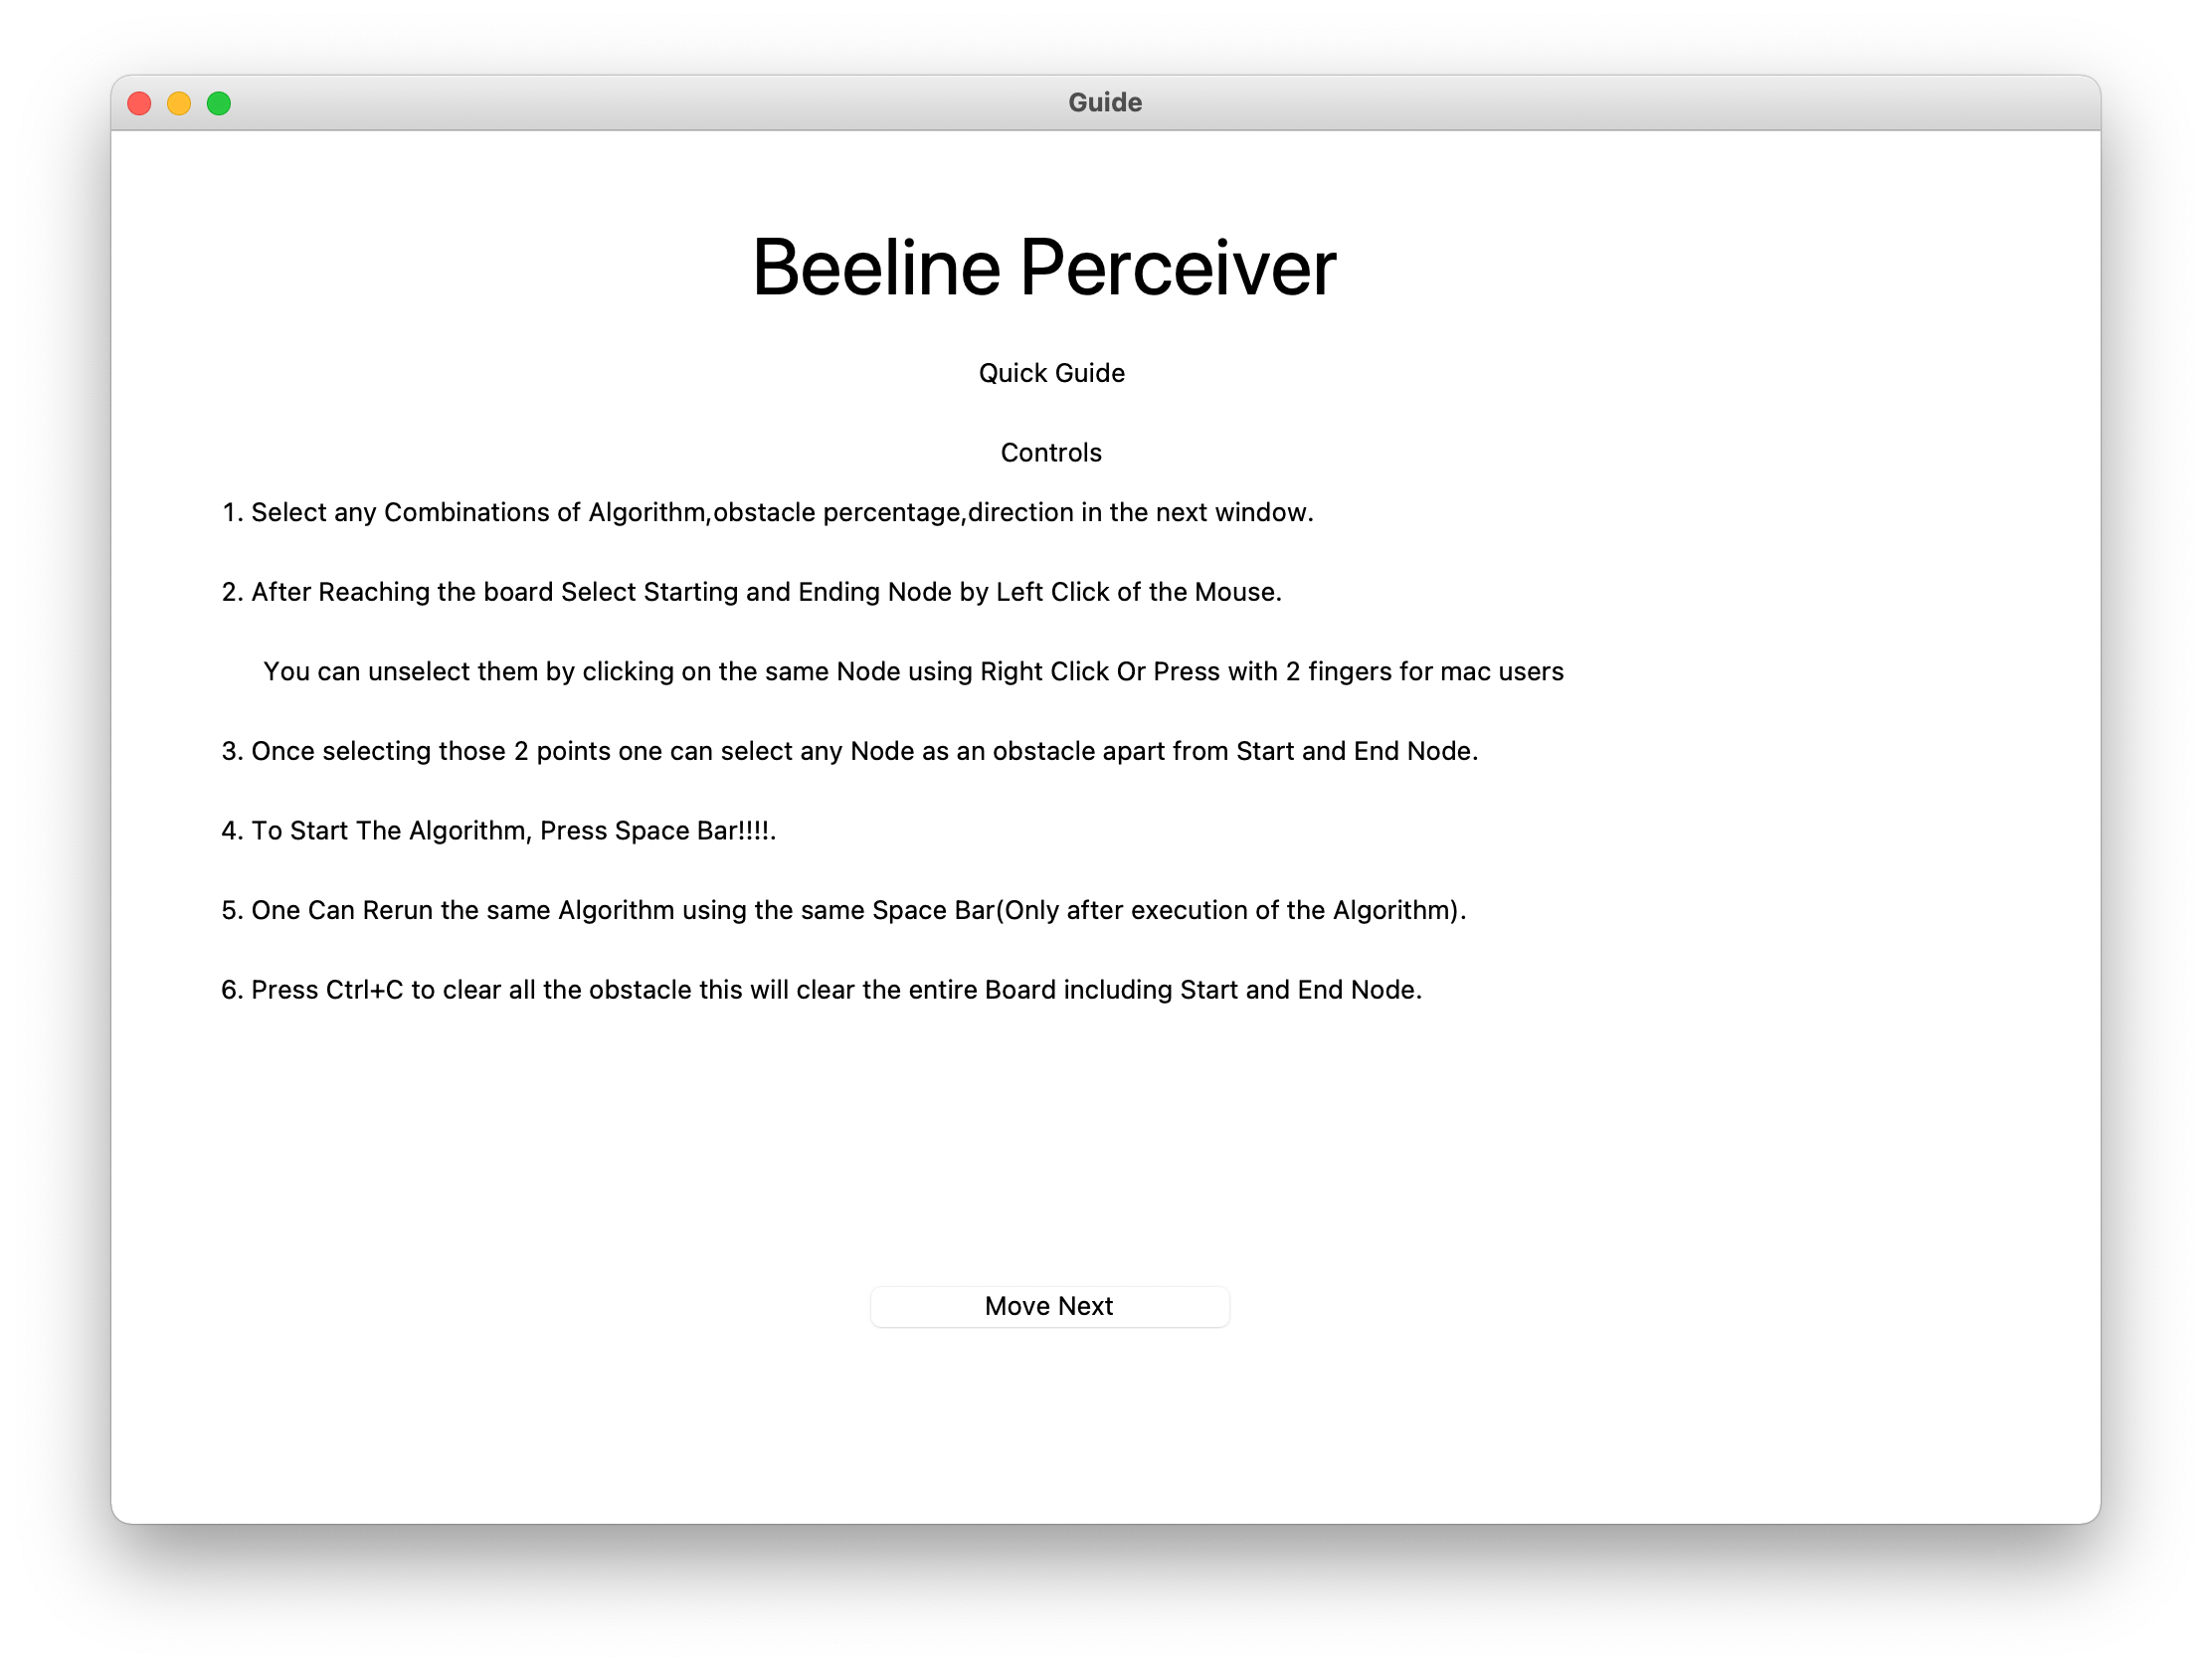 Guide
Beeline Perceiver
Quick Guide
Controls
1. Select any Combinations of Algorithm,obstacle percentage,direction in the next window.
2. After Reaching the board Select Starting and Ending Node by Left Click of the Mouse.
You can unselect them by clicking on the same Node using Right Click Or Press with 2 fingers for mac users
3. Once selecting those 2 points one can select any Node as an obstacle apart from Start and End Node.
4. To Start The Algorithm, Press Space Bar!!!!.
5. One Can Rerun the same Algorithm using the same Space Bar(Only after execution of the Algorithm).
6. Press Ctrl+C to clear all the obstacle this will clear the entire Board including Start and End Node.
Move Next